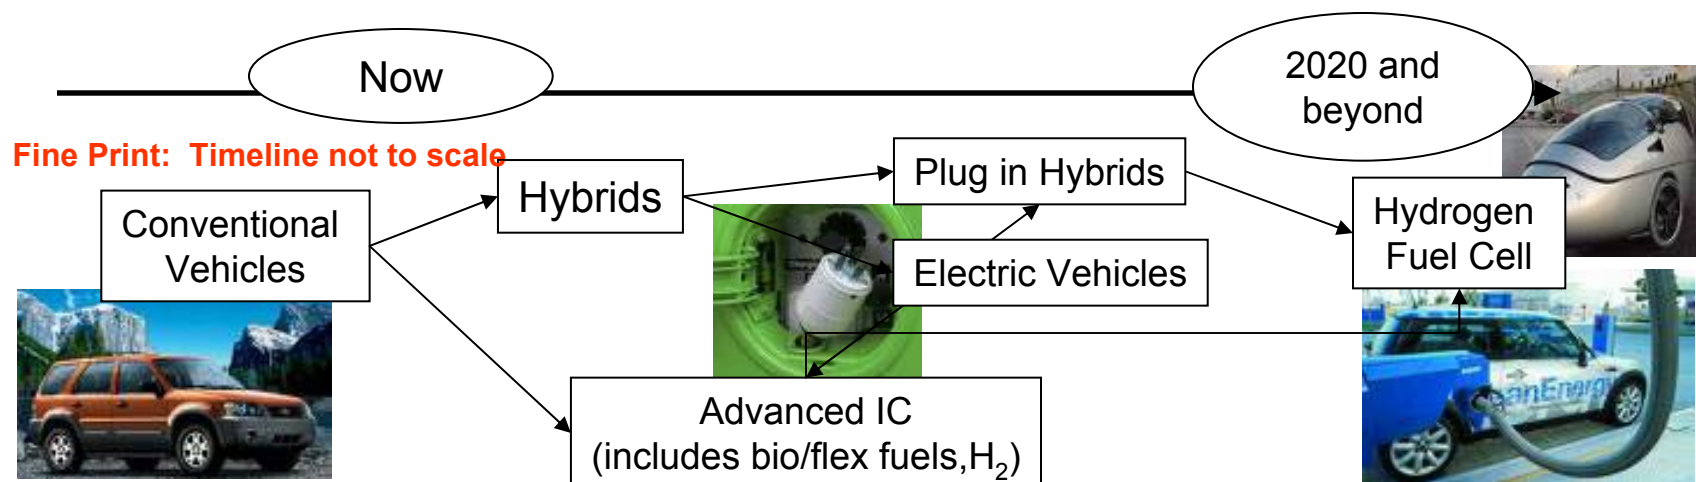 Now
2020 and
beyond
Fine Print: Timeline not to scale
Hybrids
Plug in Hybrids
Conventional
Vehicles
Hydrogen
Fuel Cell
Electric Vehicles
Advanced IC
(includes bio/flex fuels,H₂)
anEnergy